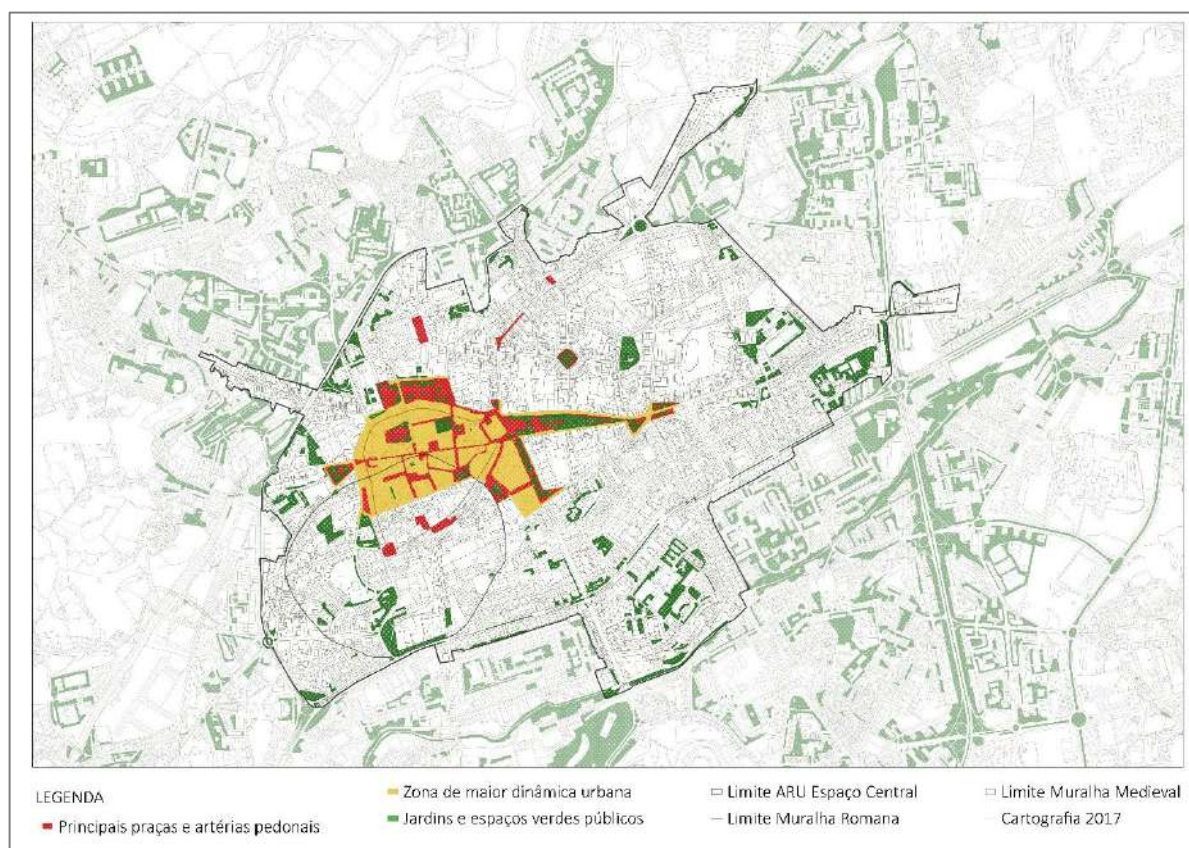 LEGENDA
Principais praças e artérias pedonais
Zona de maior dinâmica urbana
Jardins e espaços verdes públicos
Limite ARU Espaço Central
Limite Muralha Romana
Limite Muralha Medieval
Cartografia 2017